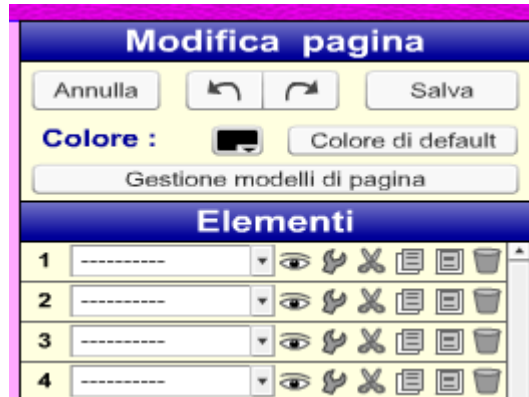 Modifica pagina
Annulla Salva
Colore : Colore di default
Gestione modelli di pagina
Elementi
1 ----------
2 ----------
3 ----------
4 ----------